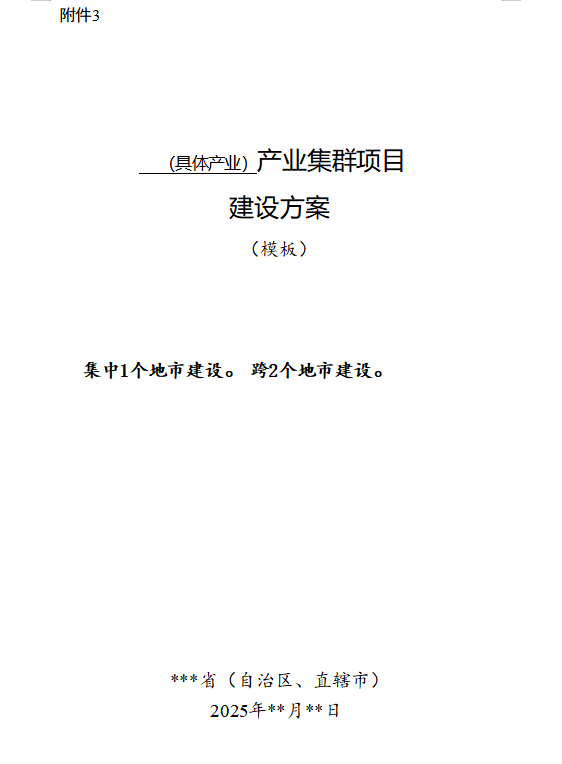 附件3
（具体产业）产业集群项目
建设方案
（模板）
集中1个地市建设。 跨2个地市建设。
***省（自治区、直辖市）
2025年**月**日